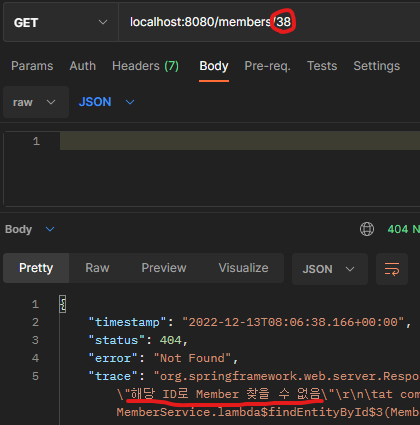 GET localhost:8080/members/38
Params Auth Headers (7) Body Pre-req. Tests Settings
raw JSON
1
Body 404 N
Pretty Raw Preview Visualize JSON
1 {
2 "timestamp": "2022-12-13T08:06:38.166+00:00",
3 "status": 404,
4 "error": "Not Found",
5 "trace": "org.springframework.web.server.Respo
\"해당 ID로 Member 찾을 수 없음\"\r\n\tat com
MemberService.lambda$findEntityById$3(Memb